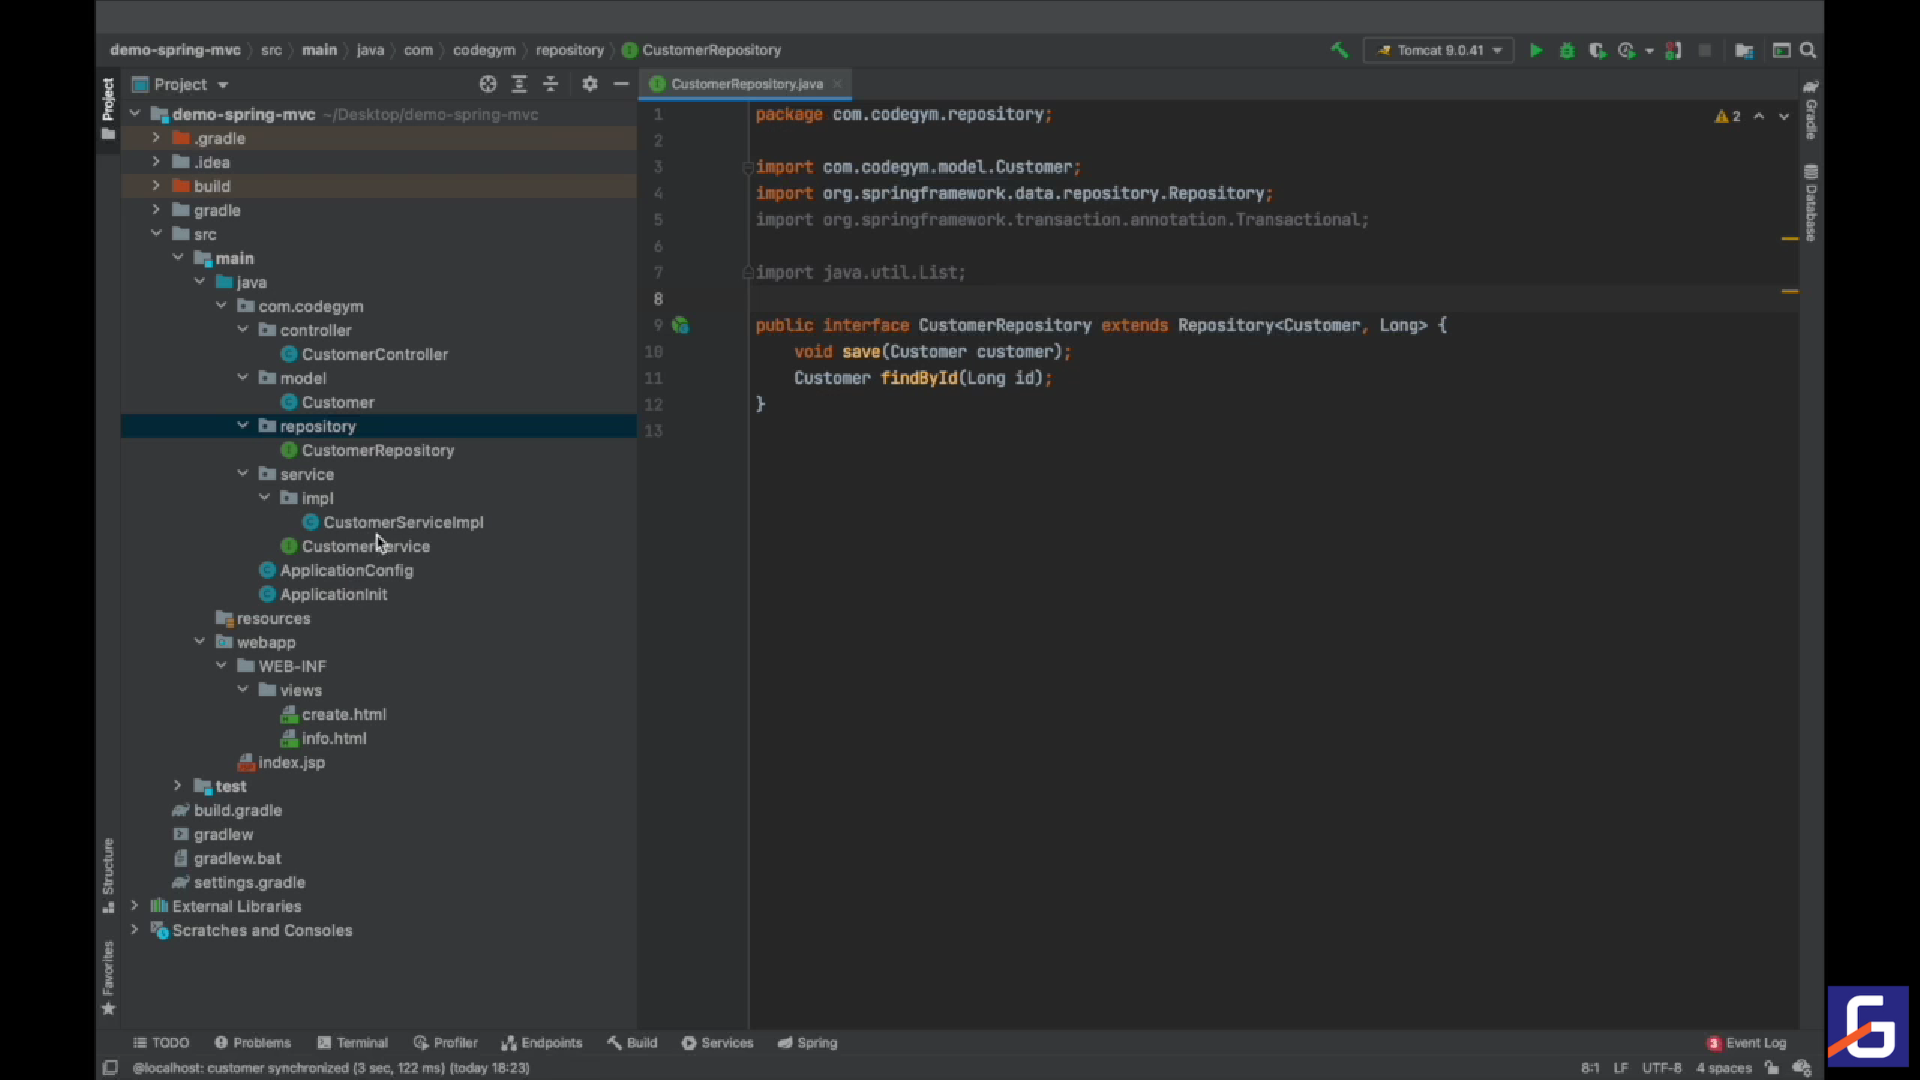 demo-spring-mvc src main java com codegym repository CustomerRepository
Tomcat 9.0.41
Project
CustomerRepository.java
demo-spring-mvc ~/Desktop/demo-spring-mvc
.gradle
.idea
build
gradle
src
main
java
com.codegym
controller
CustomerController
model
Customer
repository
CustomerRepository
service
impl
CustomerServiceImpl
CustomerService
ApplicationConfig
ApplicationInit
resources
webapp
WEB-INF
views
create.html
info.html
index.jsp
test
build.gradle
gradlew
gradlew.bat
settings.gradle
External Libraries
Scratches and Consoles
1 package com.codegym.repository;
2
3 import com.codegym.model.Customer;
4 import org.springframework.data.repository.Repository;
5 import org.springframework.transaction.annotation.Transactional;
6
7 import java.util.List;
8
9 public interface CustomerRepository extends Repository<Customer, Long> {
10 void save(Customer customer);
11 Customer findById(Long id);
12 }
13
2
Project
Structure
Favorites
Gradle
Database
TODO Problems Terminal Profiler Endpoints Build Services Spring
3 Event Log
@localhost: customer synchronized (3 sec, 122 ms) (today 18:23)
8:1 LF UTF-8 4 spaces
G